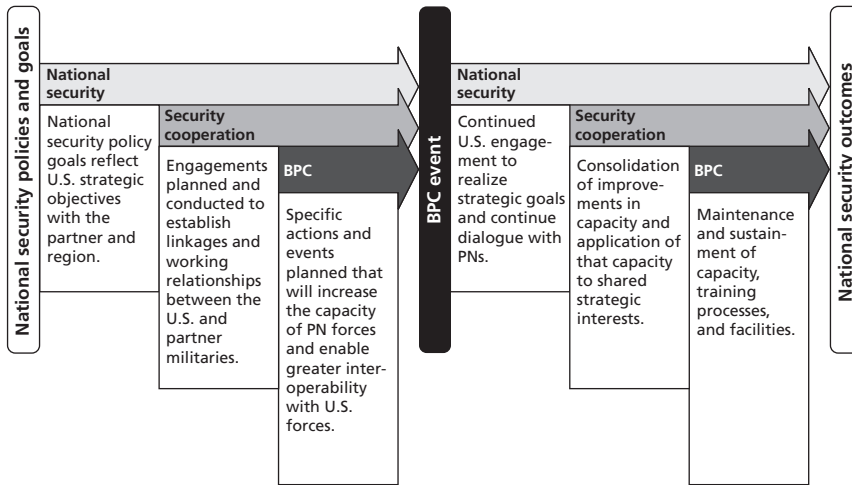 National security policies and goals
National
security
National
security policy
goals reflect
U.S. strategic
objectives
with the
partner and
region.
Security
cooperation
Engagements
planned and
conducted to
establish
linkages and
working
relationships
between the
U.S. and
partner
militaries.
BPC
Specific
actions and
events
planned that
will increase
the capacity
of PN forces
and enable
greater inter-
operability
with U.S.
forces.
BPC event
National
security
Continued
U.S. engage-
ment to
realize
strategic goals
and continue
dialogue with
PNs.
Security
cooperation
Consolidation
of improve-
ments in
capacity and
application of
that capacity
to shared
strategic
interests.
BPC
Maintenance
and sustain-
ment of
capacity,
training
processes,
and facilities.
National security outcomes